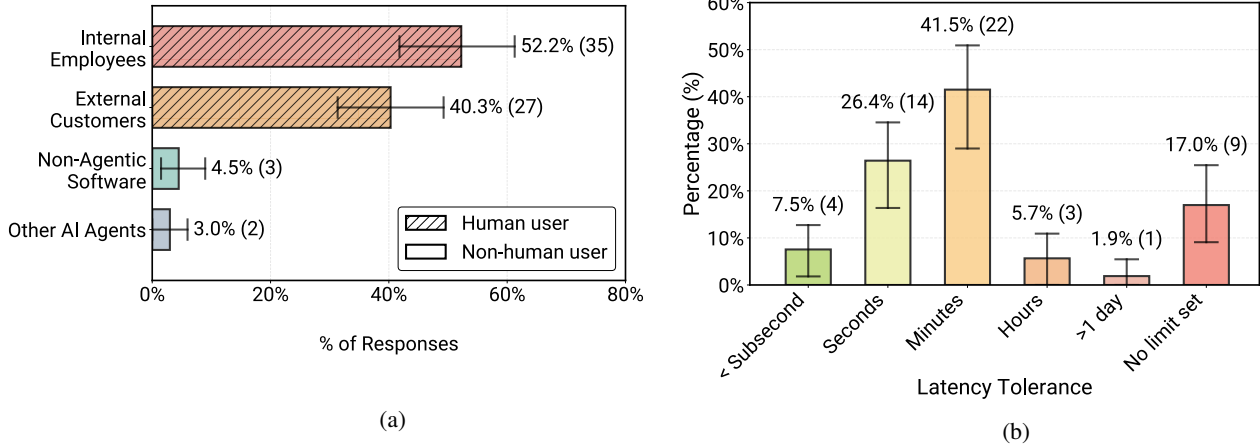 Internal
Employees
52.2% (35)
External
Customers
40.3% (27)
Non-Agentic
Software
4.5% (3)
Other AI Agents
3.0% (2)
Human user
Non-human user
0% 20% 40% 60% 80%
% of Responses
(a)
Percentage (%)
60%
50%
40%
30%
20%
10%
0%
7.5% (4)
26.4% (14)
41.5% (22)
5.7% (3)
1.9% (1)
17.0% (9)
< Subsecond
Seconds
Minutes
Hours
>1 day
No limit set
Latency Tolerance
(b)